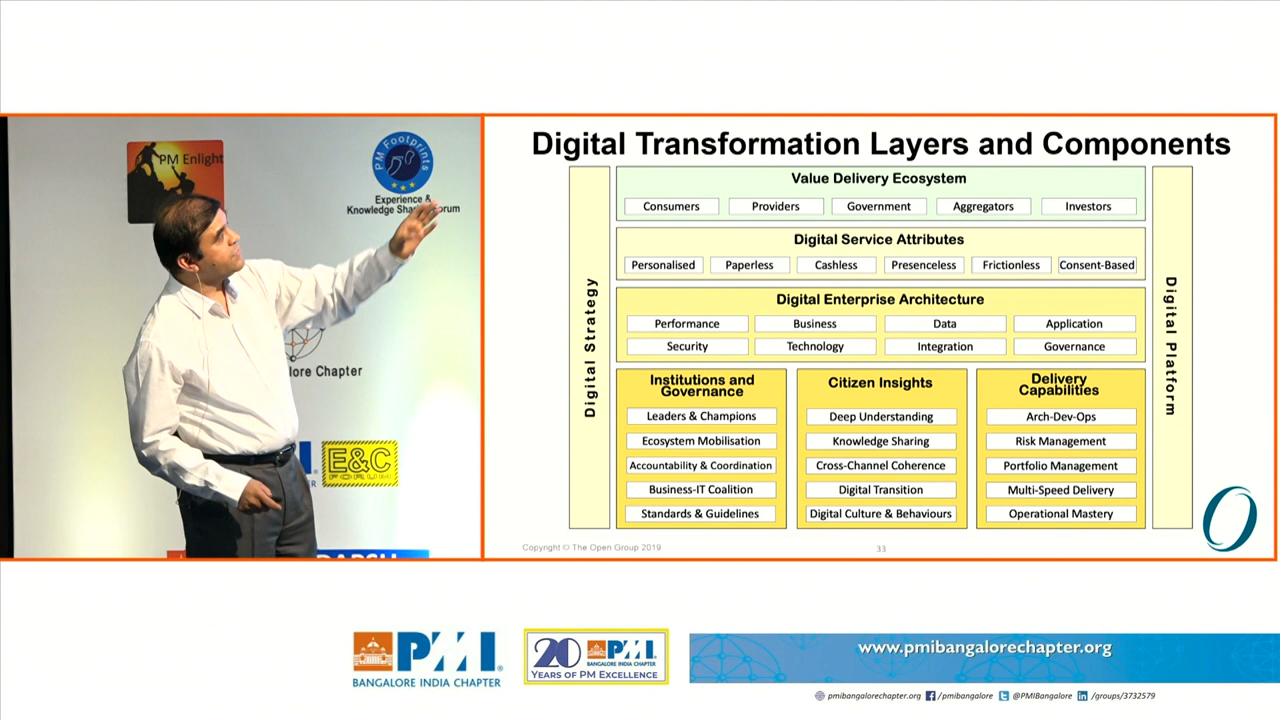 PM Enlight
PM Footprints
Experience &
Knowledge Sha
orum
lore Chapter
E&C
FORUM
Digital Transformation Layers and Components
Digital Strategy
Value Delivery Ecosystem
Consumers
Providers
Government
Aggregators
Investors
Digital Service Attributes
Personalised
Paperless
Cashless
Presenceless
Frictionless
Consent-Based
Digital Enterprise Architecture
Performance
Business
Data
Application
Security
Technology
Integration
Governance
Institutions and
Governance
Leaders & Champions
Ecosystem Mobilisation
Accountability & Coordination
Business-IT Coalition
Standards & Guidelines
Citizen Insights
Deep Understanding
Knowledge Sharing
Cross-Channel Coherence
Digital Transition
Digital Culture & Behaviours
Delivery
Capabilities
Arch-Dev-Ops
Risk Management
Portfolio Management
Multi-Speed Delivery
Operational Mastery
Digital Platform
Copyright © The Open Group 2019
33
PMI
BANGALORE INDIA CHAPTER
20
PMI
BANGALORE INDIA CHAPTER
YEARS OF PM EXCELLENCE
www.pmibangalorechapter.org
pmibangalorechapter.org
/pmibangalore
@PMIBangalore
/groups/3732579